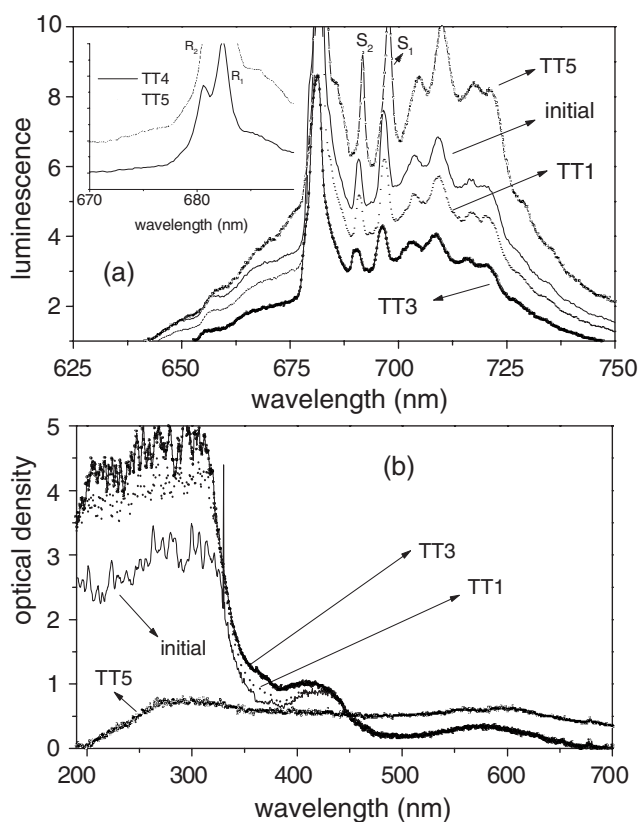 10
8
6
4
2
luminescence
R2
R1
TT4
TT5
670
680
wavelength (nm)
S2
S1
TT5
initial
TT1
TT3
(a)
625
650
675
700
725
750
wavelength (nm)
5
4
3
2
1
0
optical density
(b)
TT3
TT1
initial
TT5
200
300
400
500
600
700
wavelength (nm)